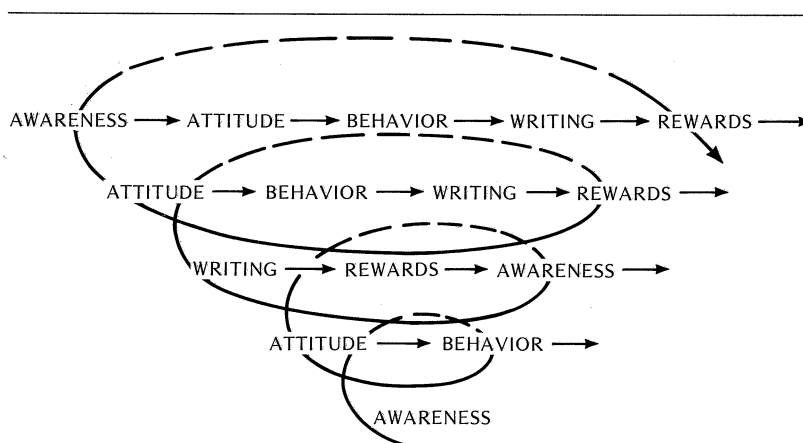 AWARENESS → ATTITUDE → BEHAVIOR → WRITING → REWARDS →
ATTITUDE → BEHAVIOR → WRITING → REWARDS →
WRITING → REWARDS → AWARENESS →
ATTITUDE → BEHAVIOR →
AWARENESS